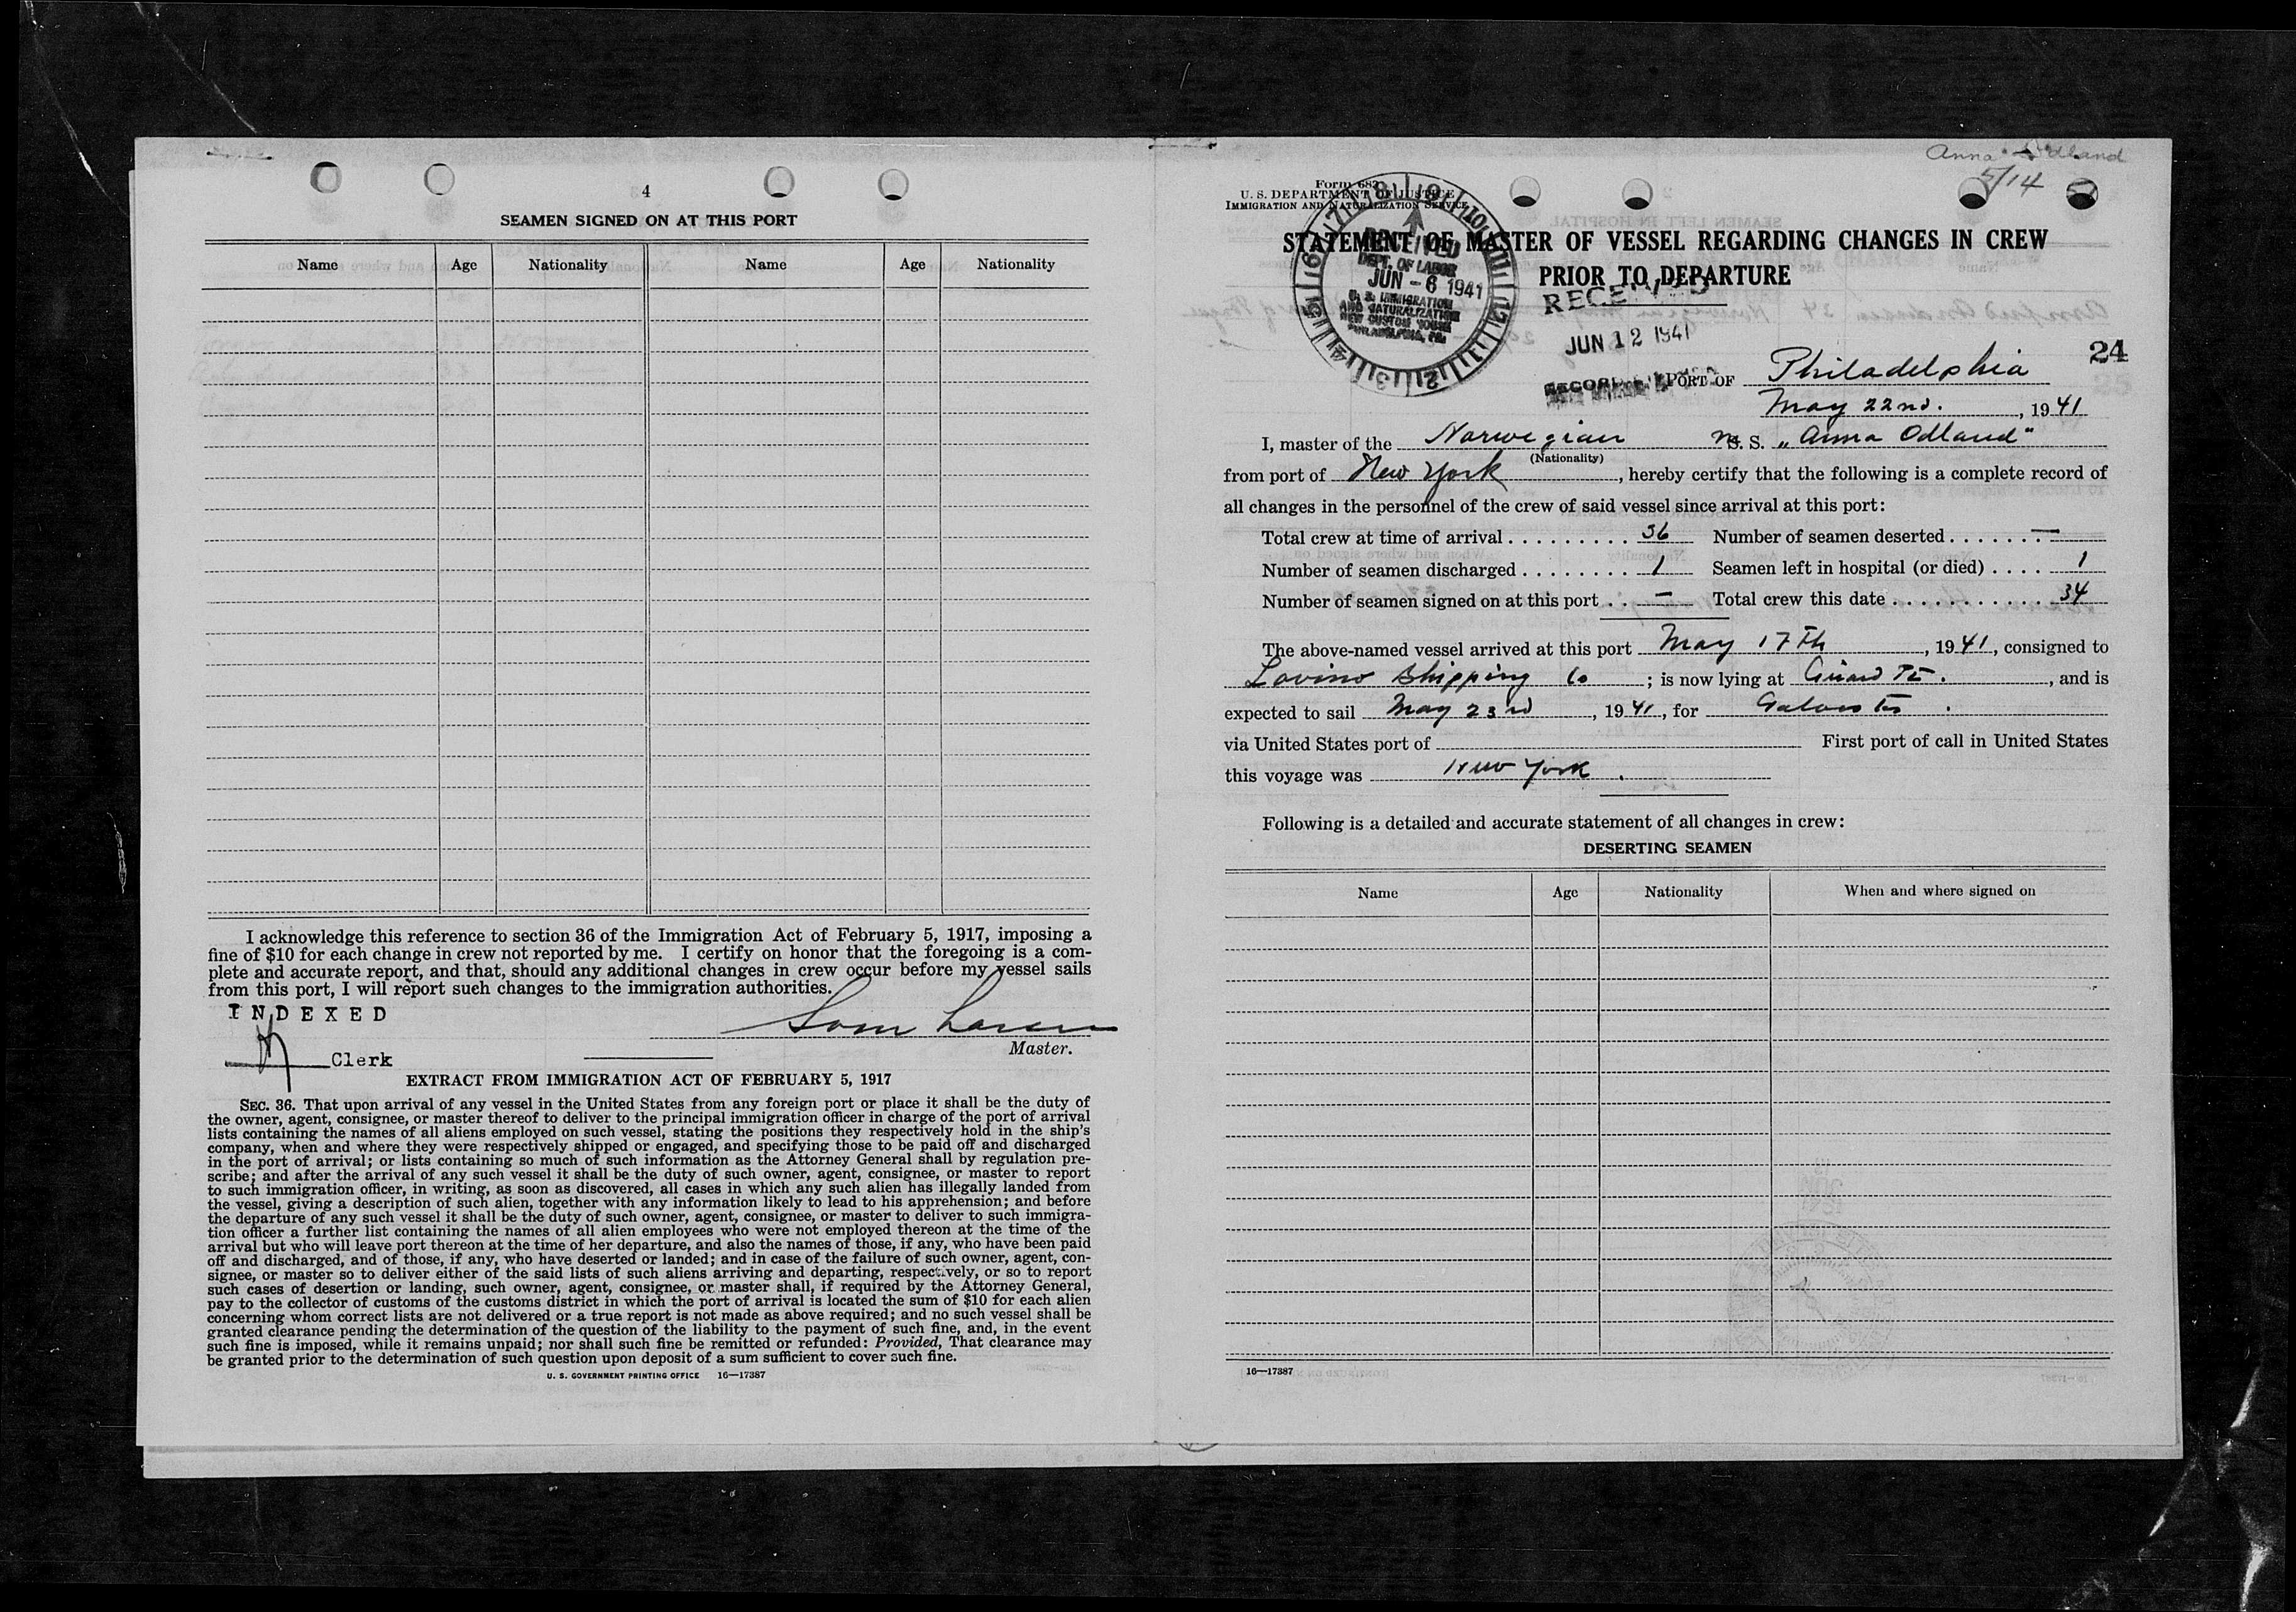 4
SEAMEN SIGNED ON AT THIS PORT
Name Age Nationality Name Age Nationality
I acknowledge this reference to section 36 of the Immigration Act of February 5, 1917, imposing a
fine of $10 for each change in crew not reported by me. I certify on honor that the foregoing is a com-
plete and accurate report, and that, should any additional changes in crew occur before my vessel sails
from this port, I will report such changes to the immigration authorities.
INDEXED
Master.
Clerk
EXTRACT FROM IMMIGRATION ACT OF FEBRUARY 5, 1917
SEC. 36. That upon arrival of any vessel in the United States from any foreign port or place it shall be the duty of
the owner, agent, consignee, or master thereof to deliver to the principal immigration officer in charge of the port of arrival
lists containing the names of all aliens employed on such vessel, stating the positions they respectively hold in the ship's
company, when and where they were respectively shipped or engaged, and specifying those to be paid off and discharged
in the port of arrival; or lists containing so much of such information as the Attorney General shall by regulation pre-
scribe; and after the arrival of any such vessel it shall be the duty of such owner, agent, consignee, or master to report
to such immigration officer, in writing, as soon as discovered, all cases in which any such alien has illegally landed from
the vessel, giving a description of such alien, together with any information likely to lead to his apprehension; and before
the departure of any such vessel it shall be the duty of such owner, agent, consignee, or master to deliver to such immigra-
tion officer a further list containing the names of all alien employees who were not employed thereon at the time of the
arrival but who will leave port thereon at the time of her departure, and also the names of those, if any, who have been paid
off and discharged, and of those, if any, who have deserted or landed; and in case of the failure of such owner, agent, con-
signee, or master so to deliver either of the said lists of such aliens arriving and departing, respectively, or so to report
such cases of desertion or landing, such owner, agent, consignee, or master shall, if required by the Attorney General,
pay to the collector of customs of the customs district in which the port of arrival is located the sum of $10 for each alien
concerning whom correct lists are not delivered or a true report is not made as above required; and no such vessel shall be
granted clearance pending the determination of the question of the liability to the payment of such fine, and, in the event
such fine is imposed, while it remains unpaid; nor shall such fine be remitted or refunded: Provided, That clearance may
be granted prior to the determination of such question upon deposit of a sum sufficient to cover such fine.
U. S. GOVERNMENT PRINTING OFFICE 16—17387
Anna Odland
5/14
Form 689
U. S. DEPARTMENT OF JUSTICE
IMMIGRATION AND NATURALIZATION SERVICE
STATEMENT OF MASTER OF VESSEL REGARDING CHANGES IN CREW
PRIOR TO DEPARTURE
RECEIVED
DEPT. OF LABOR
JUN - 6 1941
U. S. IMMIGRATION
AND NATURALIZATION
NEW CUSTOM HOUSE
PHILADELPHIA, PA.
RECEIVED
JUN 12 1941
24
PORT OF Philadelphia
May 22nd., 1941
I, master of the Norwegian M. S. „Anna Odland"
(Nationality)
from port of New York, hereby certify that the following is a complete record of
all changes in the personnel of the crew of said vessel since arrival at this port:
Total crew at time of arrival . . . . . . . . . 36 Number of seamen deserted . . . . . . . —
Number of seamen discharged . . . . . . . . 1 Seamen left in hospital (or died) . . . . 1
Number of seamen signed on at this port . . — Total crew this date . . . . . . . . . . . 34
The above-named vessel arrived at this port May 17th, 1941, consigned to
Lavino Shipping Co; is now lying at Girard Pt., and is
expected to sail May 23rd, 1941, for Galveston.
via United States port of First port of call in United States
this voyage was New York.
Following is a detailed and accurate statement of all changes in crew:
DESERTING SEAMEN
Name Age Nationality When and where signed on
16—17387